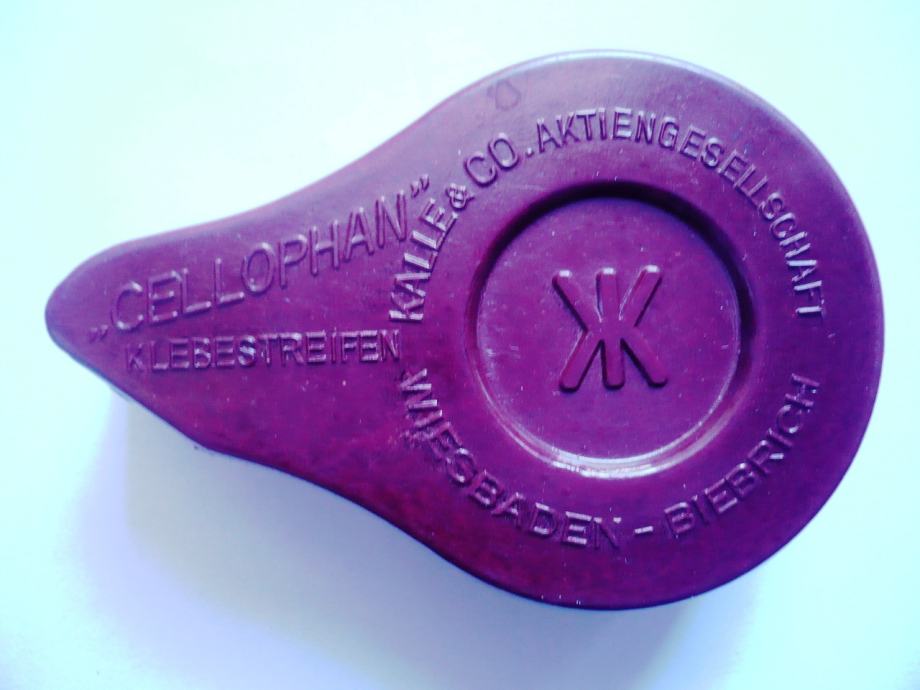 „CELLOPHAN”
KLEBESTREIFEN
KALLE & CO. AKTIENGESELLSCHAFT
WIESBADEN - BIEBRICH